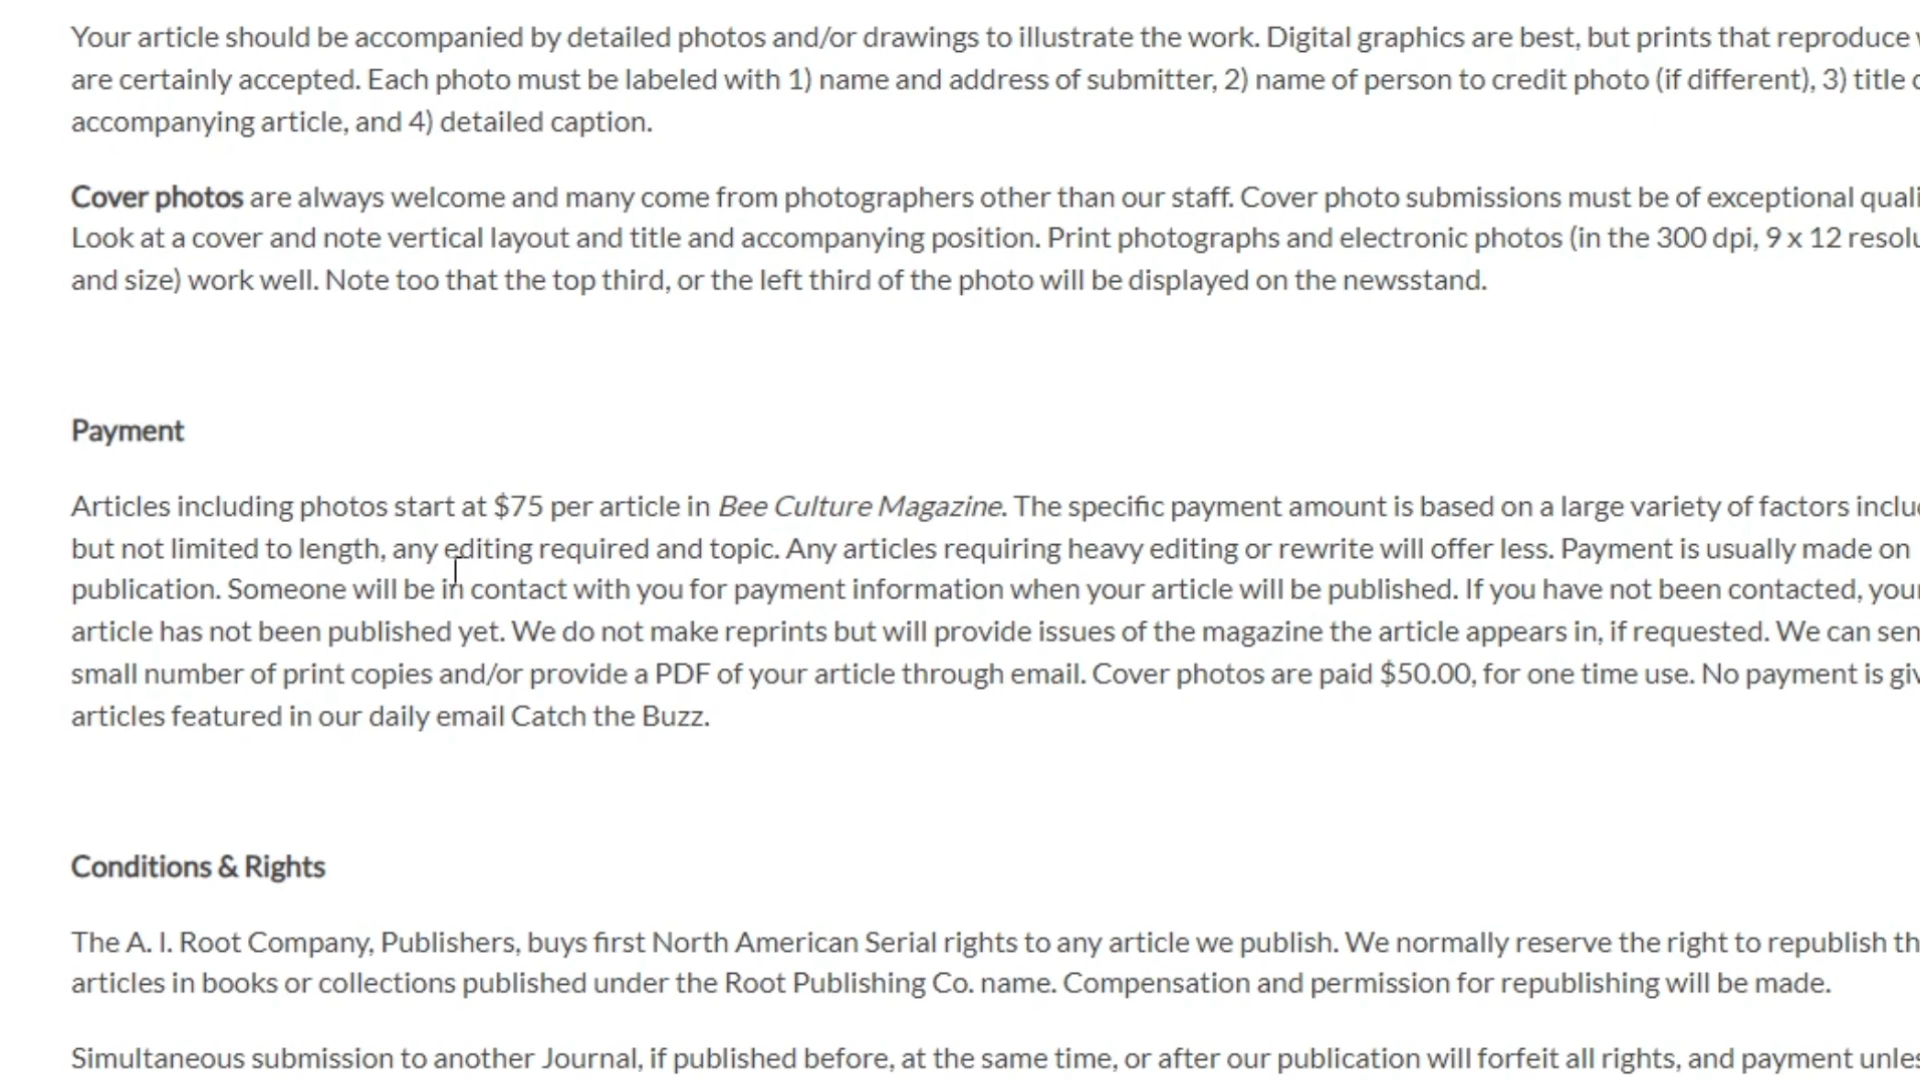 Your article should be accompanied by detailed photos and/or drawings to illustrate the work. Digital graphics are best, but prints that reproduce
are certainly accepted. Each photo must be labeled with 1) name and address of submitter, 2) name of person to credit photo (if different), 3) title
accompanying article, and 4) detailed caption.
Cover photos are always welcome and many come from photographers other than our staff. Cover photo submissions must be of exceptional quali
Look at a cover and note vertical layout and title and accompanying position. Print photographs and electronic photos (in the 300 dpi, 9 x 12 resolu
and size) work well. Note too that the top third, or the left third of the photo will be displayed on the newsstand.
Payment
Articles including photos start at $75 per article in Bee Culture Magazine. The specific payment amount is based on a large variety of factors inclu
but not limited to length, any editing required and topic. Any articles requiring heavy editing or rewrite will offer less. Payment is usually made on
publication. Someone will be in contact with you for payment information when your article will be published. If you have not been contacted, your
article has not been published yet. We do not make reprints but will provide issues of the magazine the article appears in, if requested. We can sen
small number of print copies and/or provide a PDF of your article through email. Cover photos are paid $50.00, for one time use. No payment is giv
articles featured in our daily email Catch the Buzz.
Conditions & Rights
The A. I. Root Company, Publishers, buys first North American Serial rights to any article we publish. We normally reserve the right to republish th
articles in books or collections published under the Root Publishing Co. name. Compensation and permission for republishing will be made.
Simultaneous submission to another Journal, if published before, at the same time, or after our publication will forfeit all rights, and payment unles